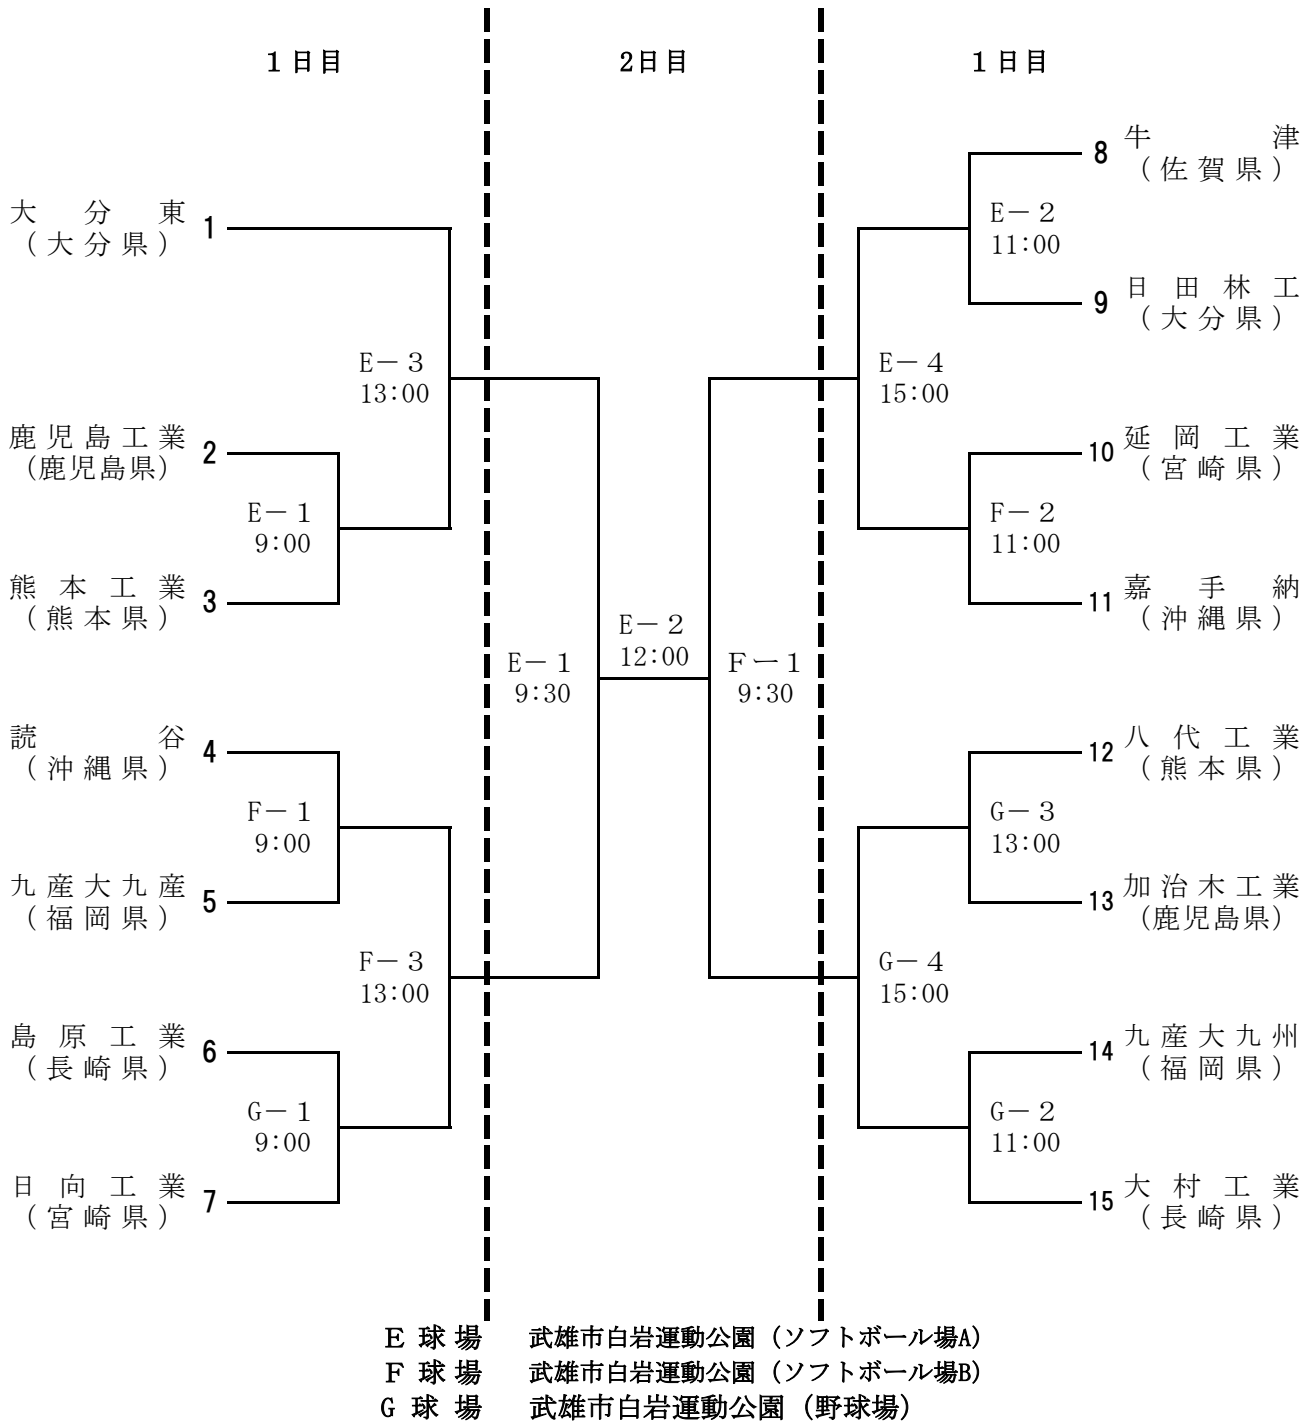 １日目
2日目
１日目
大分東 1
（大分県）
E－３
13:00
鹿児島工業 2
（鹿児島県）
E－１
9:00
熊本工業 3
（熊本県）
読谷 4
（沖縄県）
F－１
9:00
九産大九産 5
（福岡県）
F－３
13:00
島原工業 6
（長崎県）
G－１
9:00
日向工業 7
（宮崎県）
E－１
9:30
E－２
12:00
F－１
9:30
8 牛津
（佐賀県）
E－２
11:00
9 日田林工
（大分県）
E－４
15:00
10 延岡工業
（宮崎県）
F－２
11:00
11 嘉手納
（沖縄県）
12 八代工業
（熊本県）
G－３
13:00
13 加治木工業
（鹿児島県）
G－４
15:00
14 九産大九州
（福岡県）
G－２
11:00
15 大村工業
（長崎県）
E 球場 武雄市白岩運動公園（ソフトボール場A）
F 球場 武雄市白岩運動公園（ソフトボール場B）
G 球場 武雄市白岩運動公園（野球場）